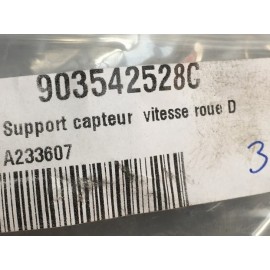 903542528C
Support capteur vitesse roue D
A233607
3